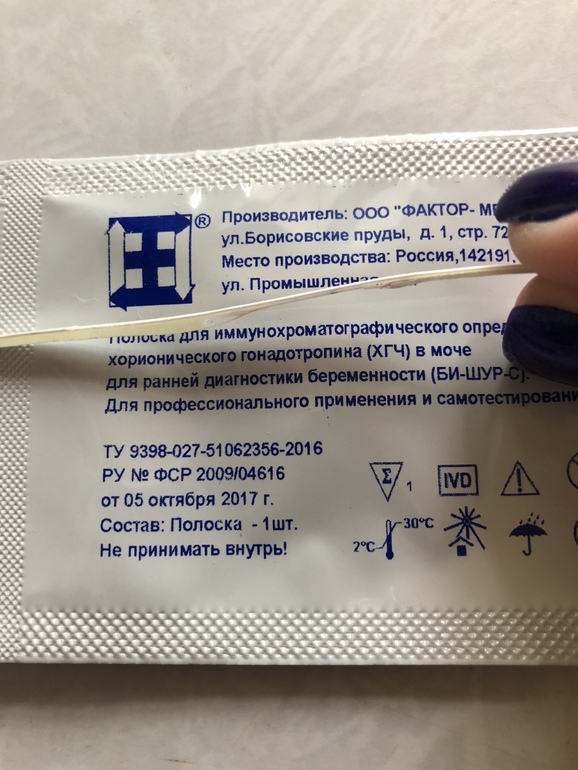 ®
Производитель: ООО "ФАКТОР-
ул.Борисовские пруды, д. 1, стр. 72
Место производства: Россия,142191,
ул. Промышленная
Полоска для иммунохроматографического
хорионического гонадотропина (ХГЧ) в моче
для ранней диагностики беременности (БИ-ШУР-С).
Для профессионального применения и
ТУ 9398-027-51062356-2016
РУ № ФСР 2009/04616
от 05 октября 2017 г.
Состав: Полоска - 1шт.
Не принимать внутрь!
Σ 1
IVD
2°C
30°C